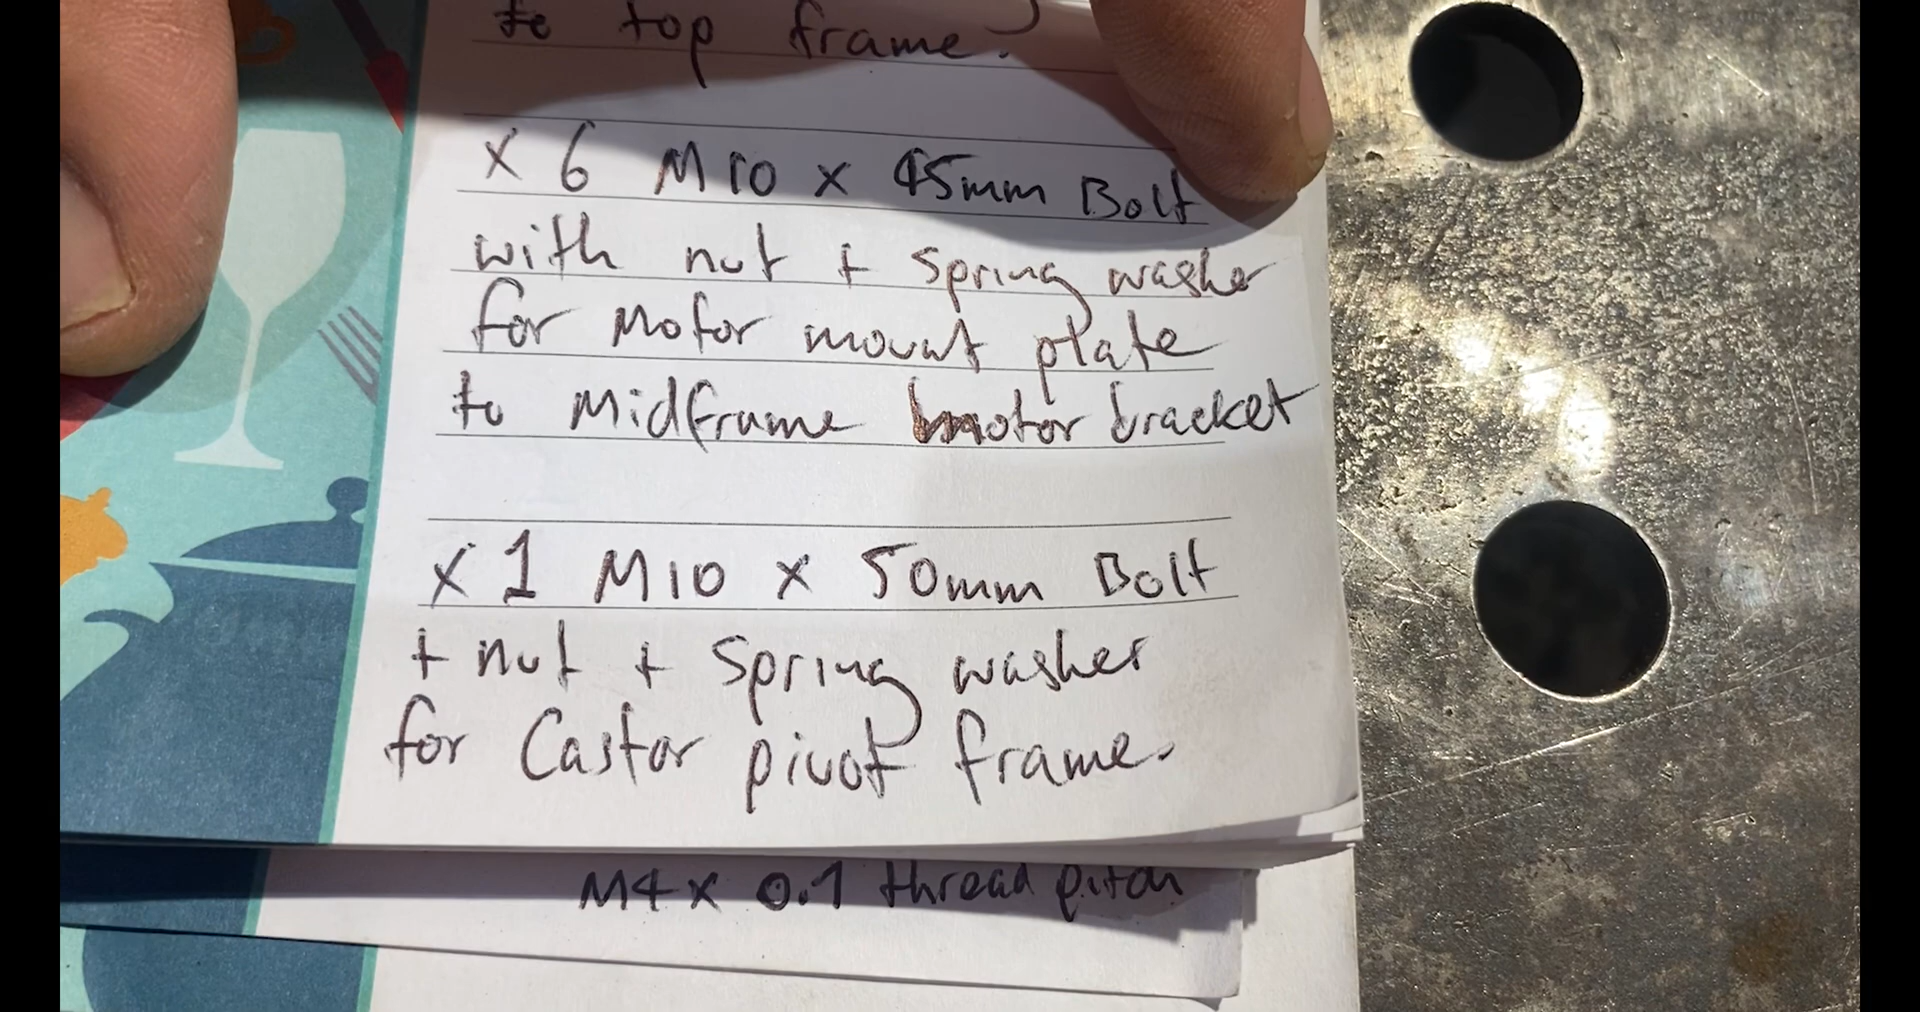 to top frame?
x 6 M10 x 45mm Bolt
with nut + spring washer
for Motor mount plate
to Midframe motor bracket
x 1 M10 x 50mm Bolt
+ nut + spring washer
for Castor pivot frame.
M4 x 0.7 thread pitch